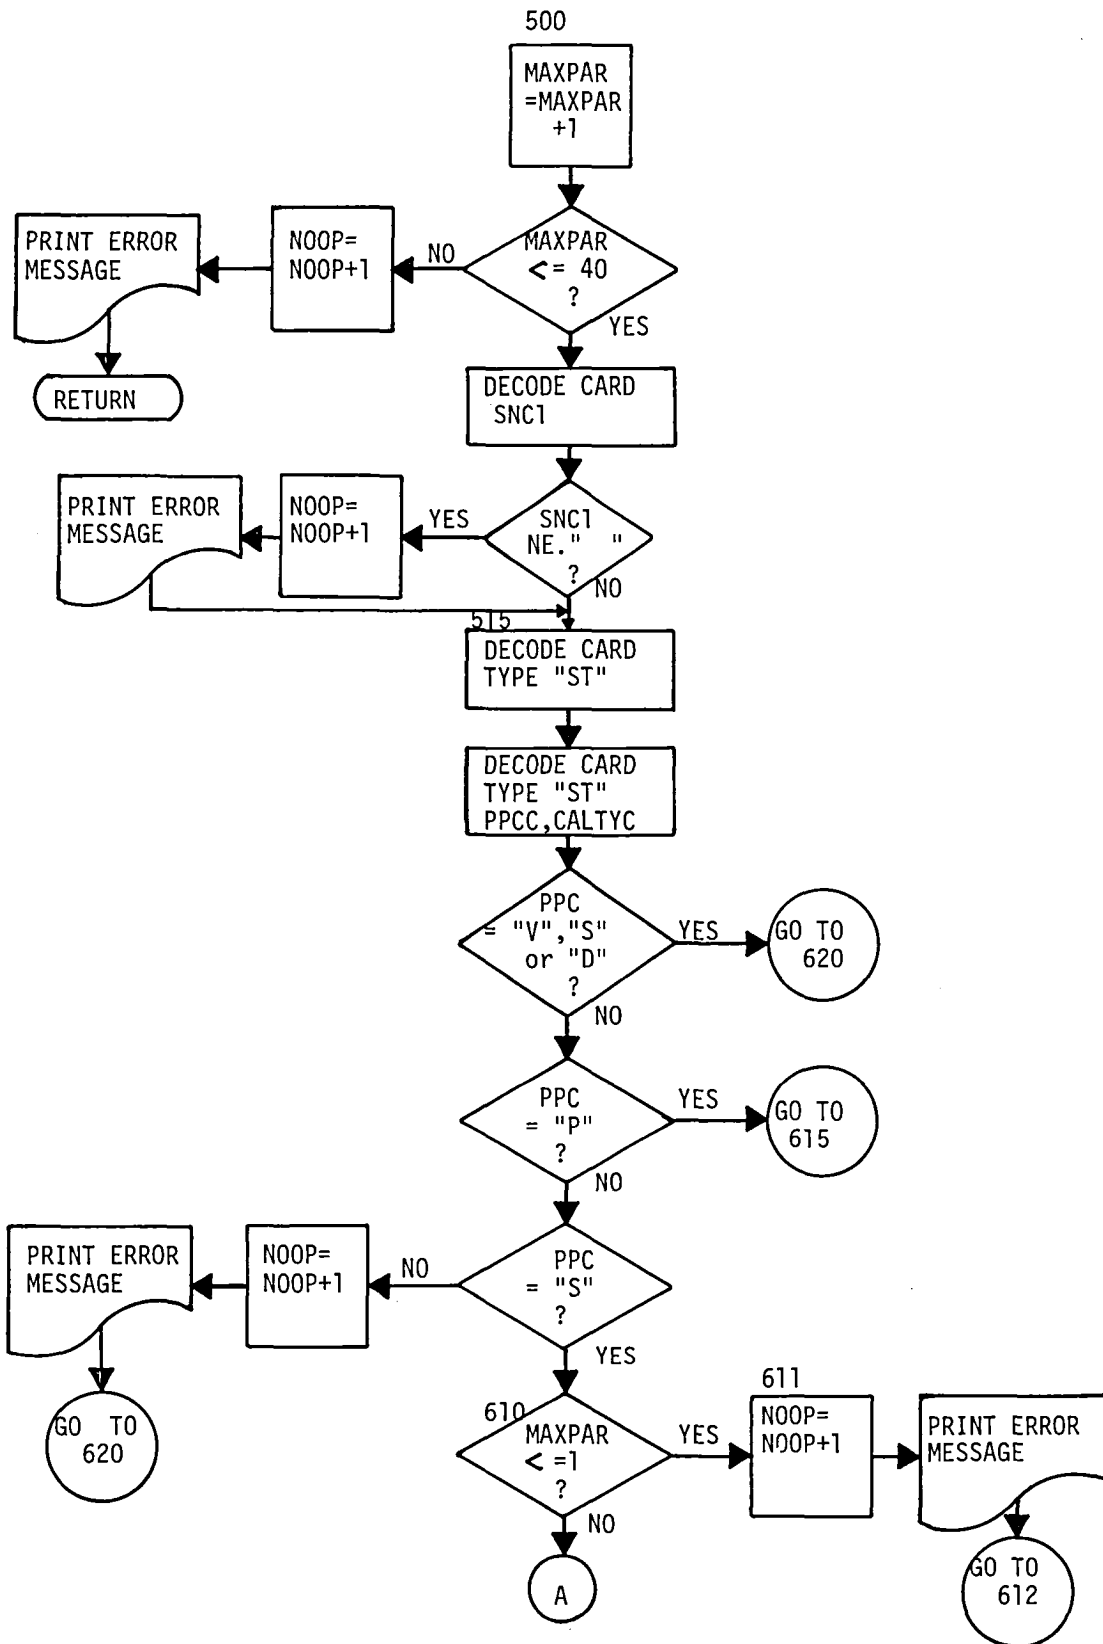 500
MAXPAR
=MAXPAR
+1
PRINT ERROR
MESSAGE
NOOP=
NOOP+1
NO
MAXPAR
<= 40
?
YES
RETURN
DECODE CARD
SNC1
PRINT ERROR
MESSAGE
NOOP=
NOOP+1
YES
SNC1
NE."  "
?
NO
515
DECODE CARD
TYPE "ST"
DECODE CARD
TYPE "ST"
PPCC,CALTYC
PPC
= "V","S"
or "D"
?
YES
GO TO
620
NO
PPC
= "P"
?
YES
GO TO
615
NO
PRINT ERROR
MESSAGE
NOOP=
NOOP+1
NO
PPC
= "S"
?
YES
GO TO
620
610
MAXPAR
< =1
?
YES
611
NOOP=
NOOP+1
PRINT ERROR
MESSAGE
NO
A
GO TO
612